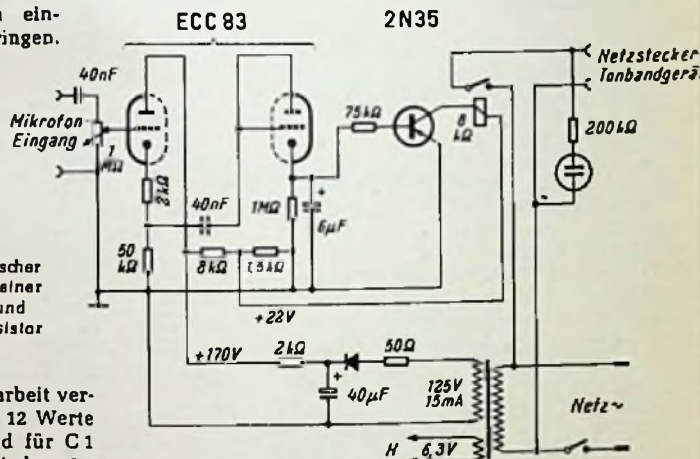 ein-
ringen.
ECC 83
2N35
40nF
Mikrofon
Eingang
1
MΩ
2kΩ
50
kΩ
40nF
8kΩ
1,5kΩ
1MΩ
+
6µF
75kΩ
8
kΩ
Netzstecker
Tonbandgerä
200kΩ
scher
einer
und
sistor
+22V
+170V
2kΩ
+
40µF
50Ω
125V
15mA
Netz~
H
6,3V
arbeit ver-
12 Werte
d für C 1